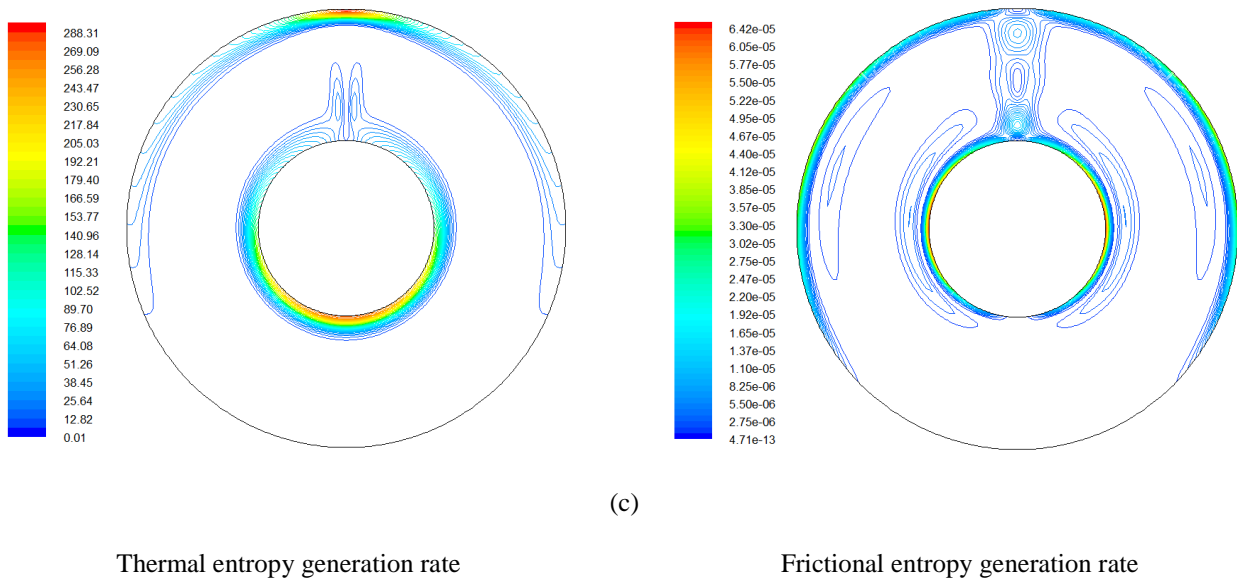 288.31
269.09
256.28
243.47
230.65
217.84
205.03
192.21
179.40
166.59
153.77
140.96
128.14
115.33
102.52
89.70
76.89
64.08
51.26
38.45
25.64
12.82
0.01
6.42e-05
6.05e-05
5.77e-05
5.50e-05
5.22e-05
4.95e-05
4.67e-05
4.40e-05
4.12e-05
3.85e-05
3.57e-05
3.30e-05
3.02e-05
2.75e-05
2.47e-05
2.20e-05
1.92e-05
1.65e-05
1.37e-05
1.10e-05
8.25e-06
5.50e-06
2.75e-06
4.71e-13
(c)
Thermal entropy generation rate
Frictional entropy generation rate